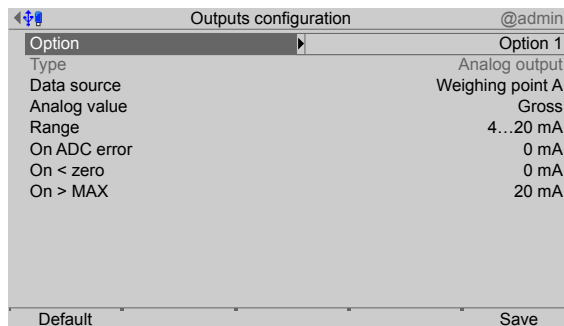 Outputs configuration @admin
Option Option 1
Type Analog output
Data source Weighing point A
Analog value Gross
Range 4…20 mA
On ADC error 0 mA
On < zero 0 mA
On > MAX 20 mA
Default Save